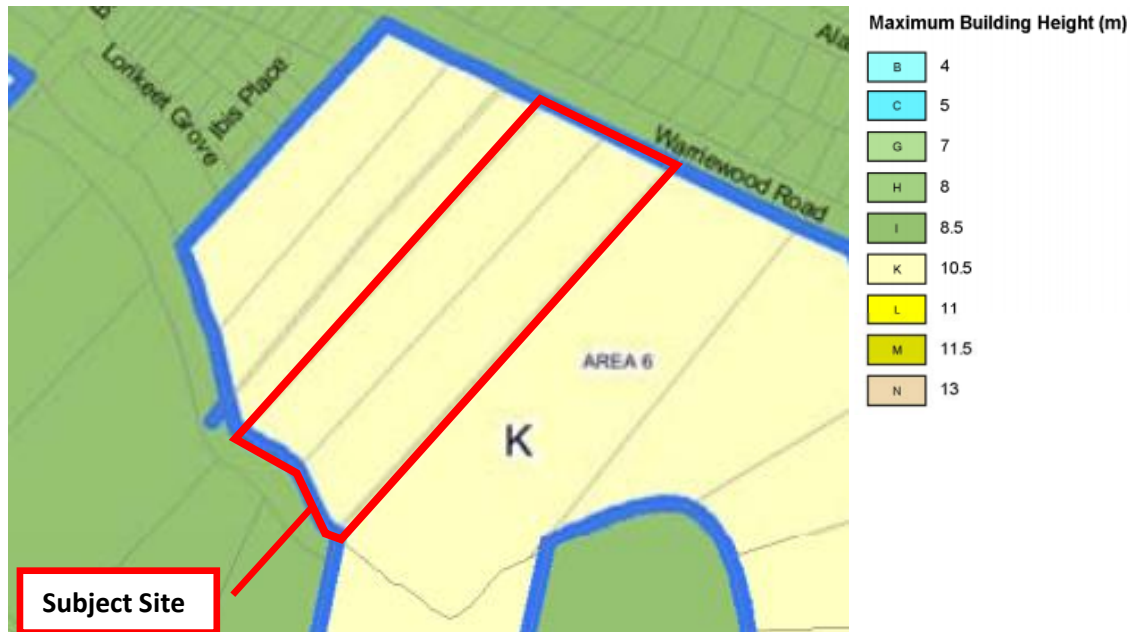 Lorikeet Grove
Ibis Place
Warriewood Road
AREA 6
K
Subject Site
Maximum Building Height (m)
B 4
C 5
G 7
H 8
I 8.5
K 10.5
L 11
M 11.5
N 13